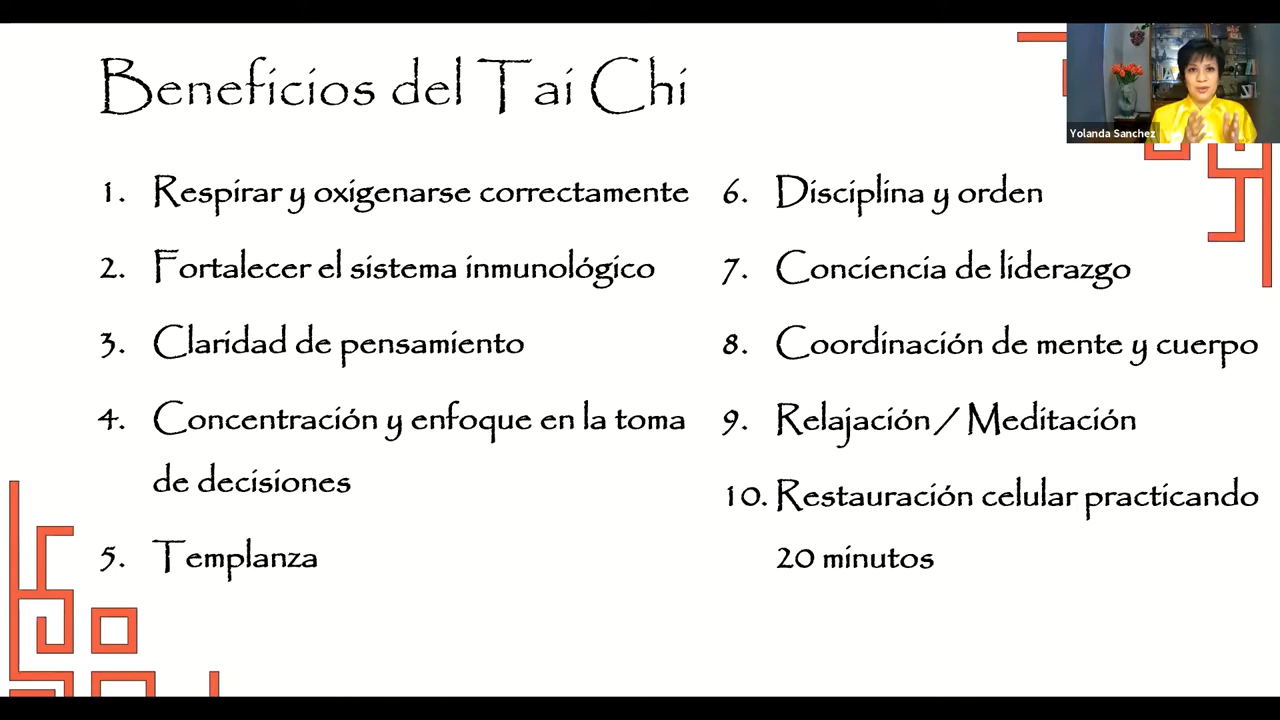 Beneficios del Tai Chi
Yolanda Sanchez
1. Respirar y oxigenarse correctamente
2. Fortalecer el sistema inmunológico
3. Claridad de pensamiento
4. Concentración y enfoque en la toma
de decisiones
5. Templanza
6. Disciplina y orden
7. Conciencia de liderazgo
8. Coordinación de mente y cuerpo
9. Relajación / Meditación
10. Restauración celular practicando
20 minutos